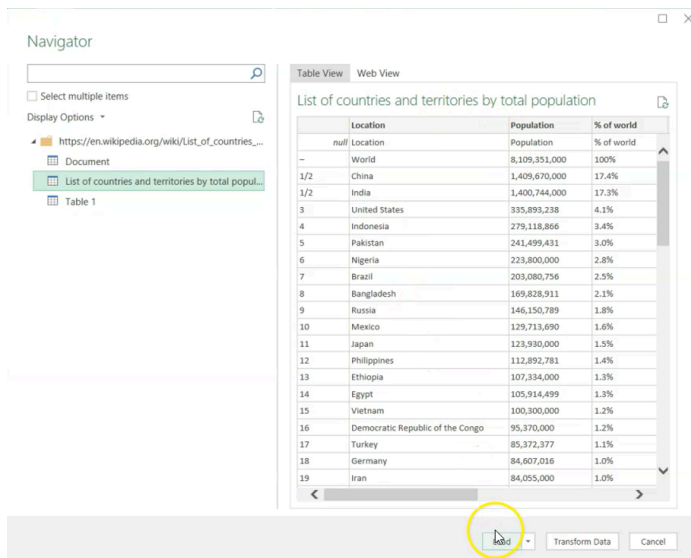 Navigator
Select multiple items
Display Options
https://en.wikipedia.org/wiki/List_of_countries_...
Document
List of countries and territories by total popul...
Table 1
Table View Web View
List of countries and territories by total population
Location Population % of world
null Location Population % of world
– World 8,109,351,000 100%
1/2 China 1,409,670,000 17.4%
1/2 India 1,400,744,000 17.3%
3 United States 335,893,238 4.1%
4 Indonesia 279,118,866 3.4%
5 Pakistan 241,499,431 3.0%
6 Nigeria 223,800,000 2.8%
7 Brazil 203,080,756 2.5%
8 Bangladesh 169,828,911 2.1%
9 Russia 146,150,789 1.8%
10 Mexico 129,713,690 1.6%
11 Japan 123,930,000 1.5%
12 Philippines 112,892,781 1.4%
13 Ethiopia 107,334,000 1.3%
14 Egypt 105,914,499 1.3%
15 Vietnam 100,300,000 1.2%
16 Democratic Republic of the Congo 95,370,000 1.2%
17 Turkey 85,372,377 1.1%
18 Germany 84,607,016 1.0%
19 Iran 84,055,000 1.0%
Transform Data Cancel